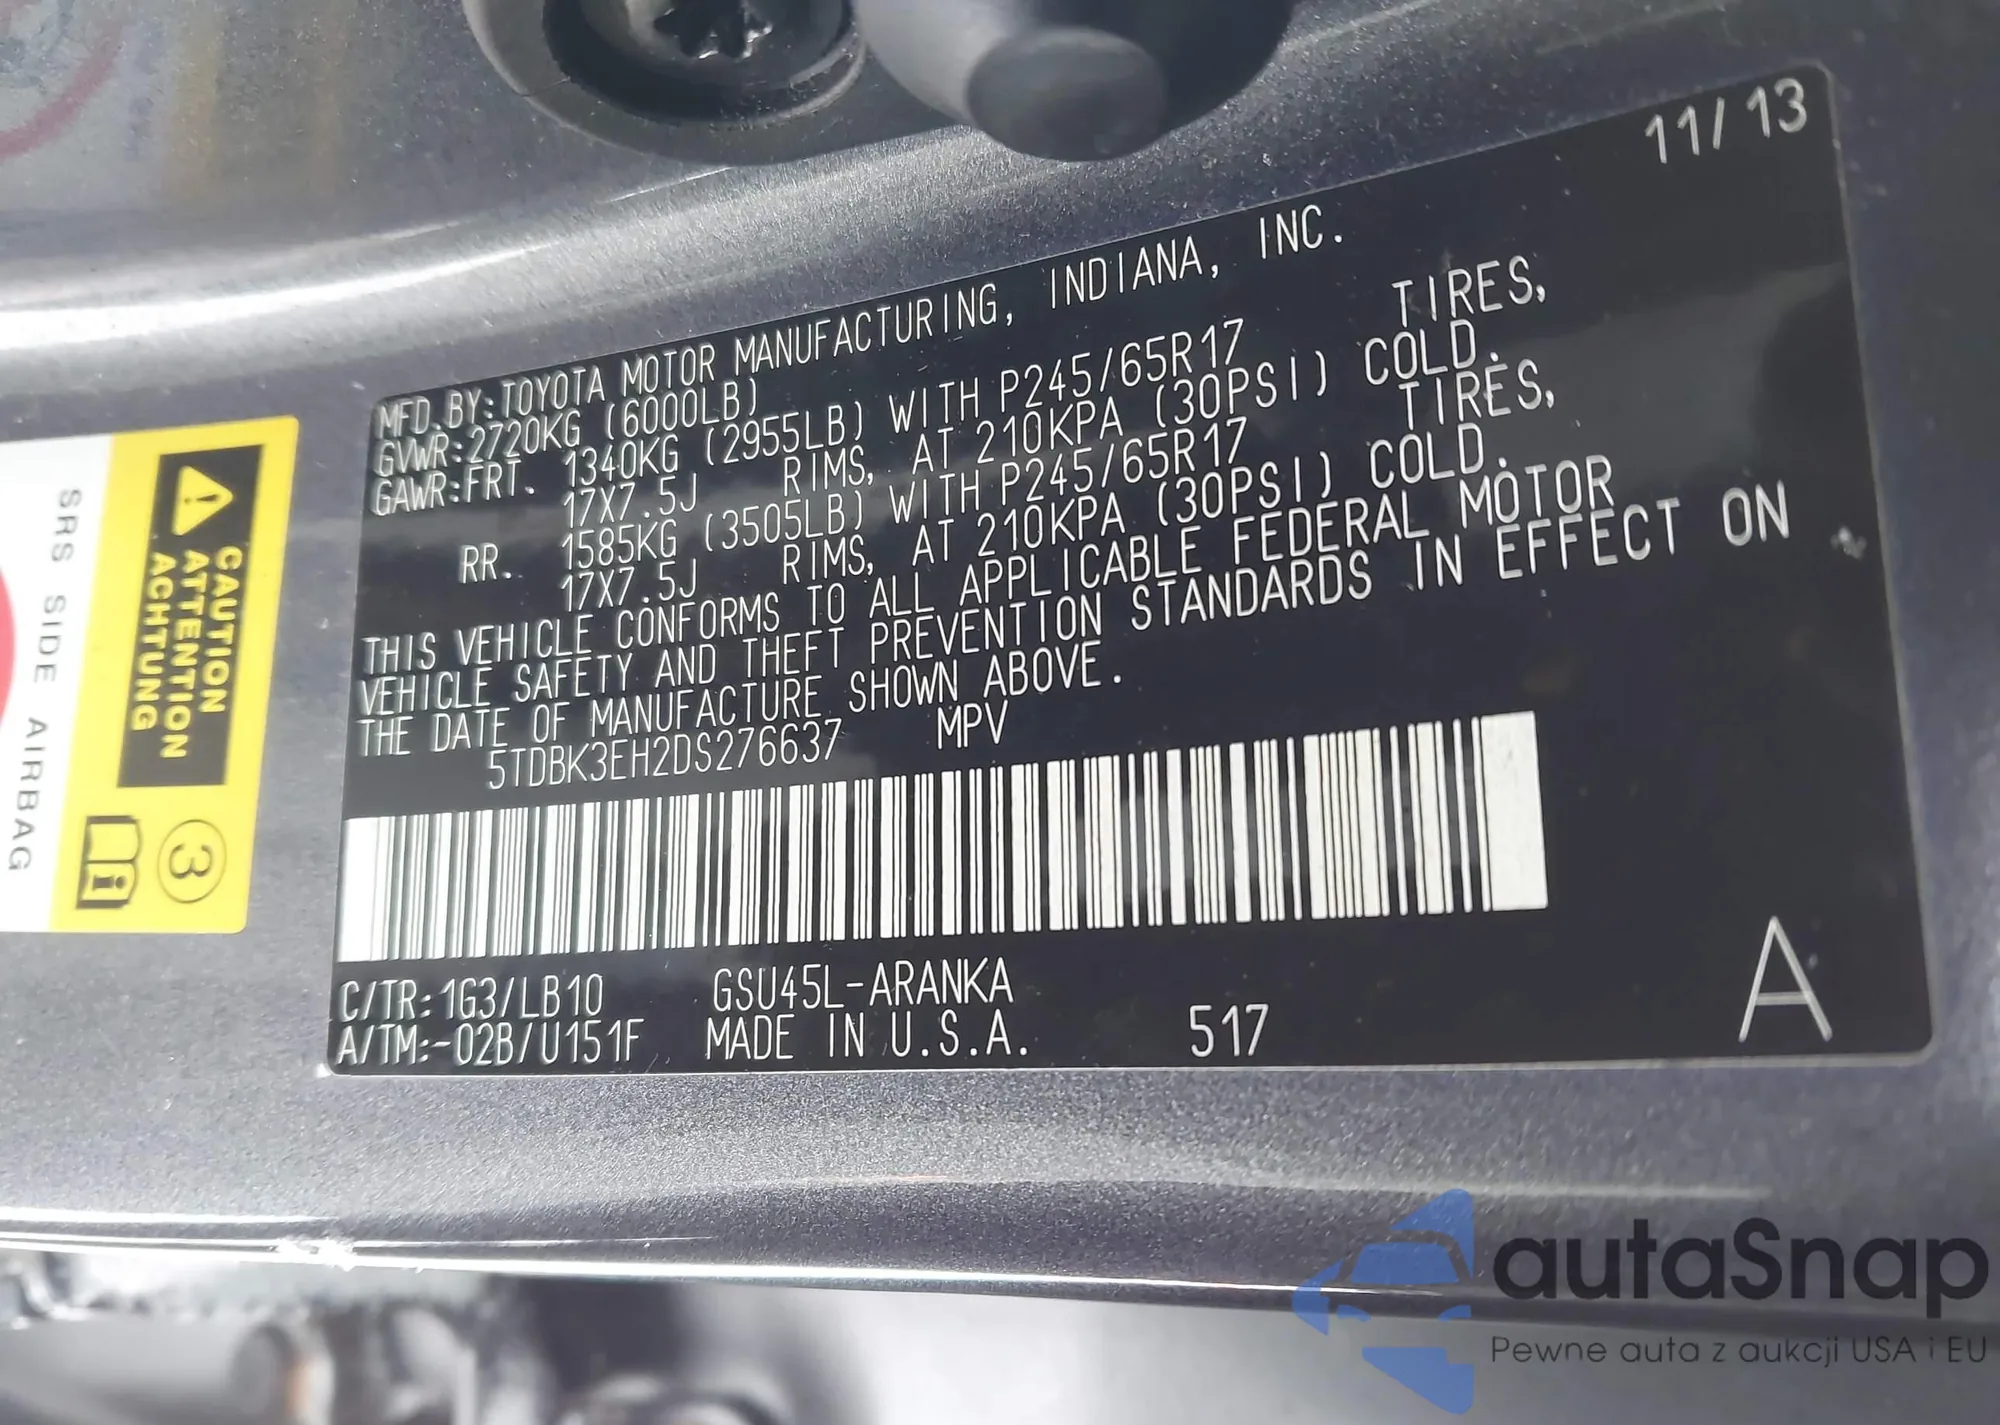 11/13
MFD.BY:TOYOTA MOTOR MANUFACTURING, INDIANA, INC.
GVWR:2720KG (6000LB)
GAWR:FRT. 1340KG (2955LB) WITH P245/65R17 TIRES,
17X7.5J RIMS, AT 210KPA (30PSI) COLD.
RR. 1585KG (3505LB) WITH P245/65R17 TIRES,
17X7.5J RIMS, AT 210KPA (30PSI) COLD.
THIS VEHICLE CONFORMS TO ALL APPLICABLE FEDERAL MOTOR
VEHICLE SAFETY AND THEFT PREVENTION STANDARDS IN EFFECT ON
THE DATE OF MANUFACTURE SHOWN ABOVE.
5TDBK3EH2DS276637 MPV
C/TR:1G3/LB10 GSU45L-ARANKA
A/TM:-02B/U151F MADE IN U.S.A. 517
A
CAUTION
ATTENTION
ACHTUNG
3
SRS SIDE AIRBAG
autaSnap
Pewne auta z aukcji USA i EU